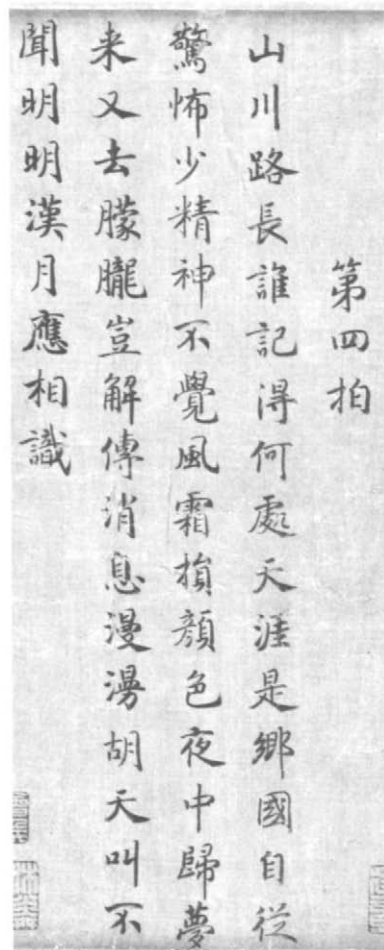 第四拍
山川路長誰記得何處天涯是鄉國自從
驚怖少精神不覺風霜損顏色夜中歸夢
来又去朦朧豈解傳消息漫漫胡天叫不
聞明明漢月應相識